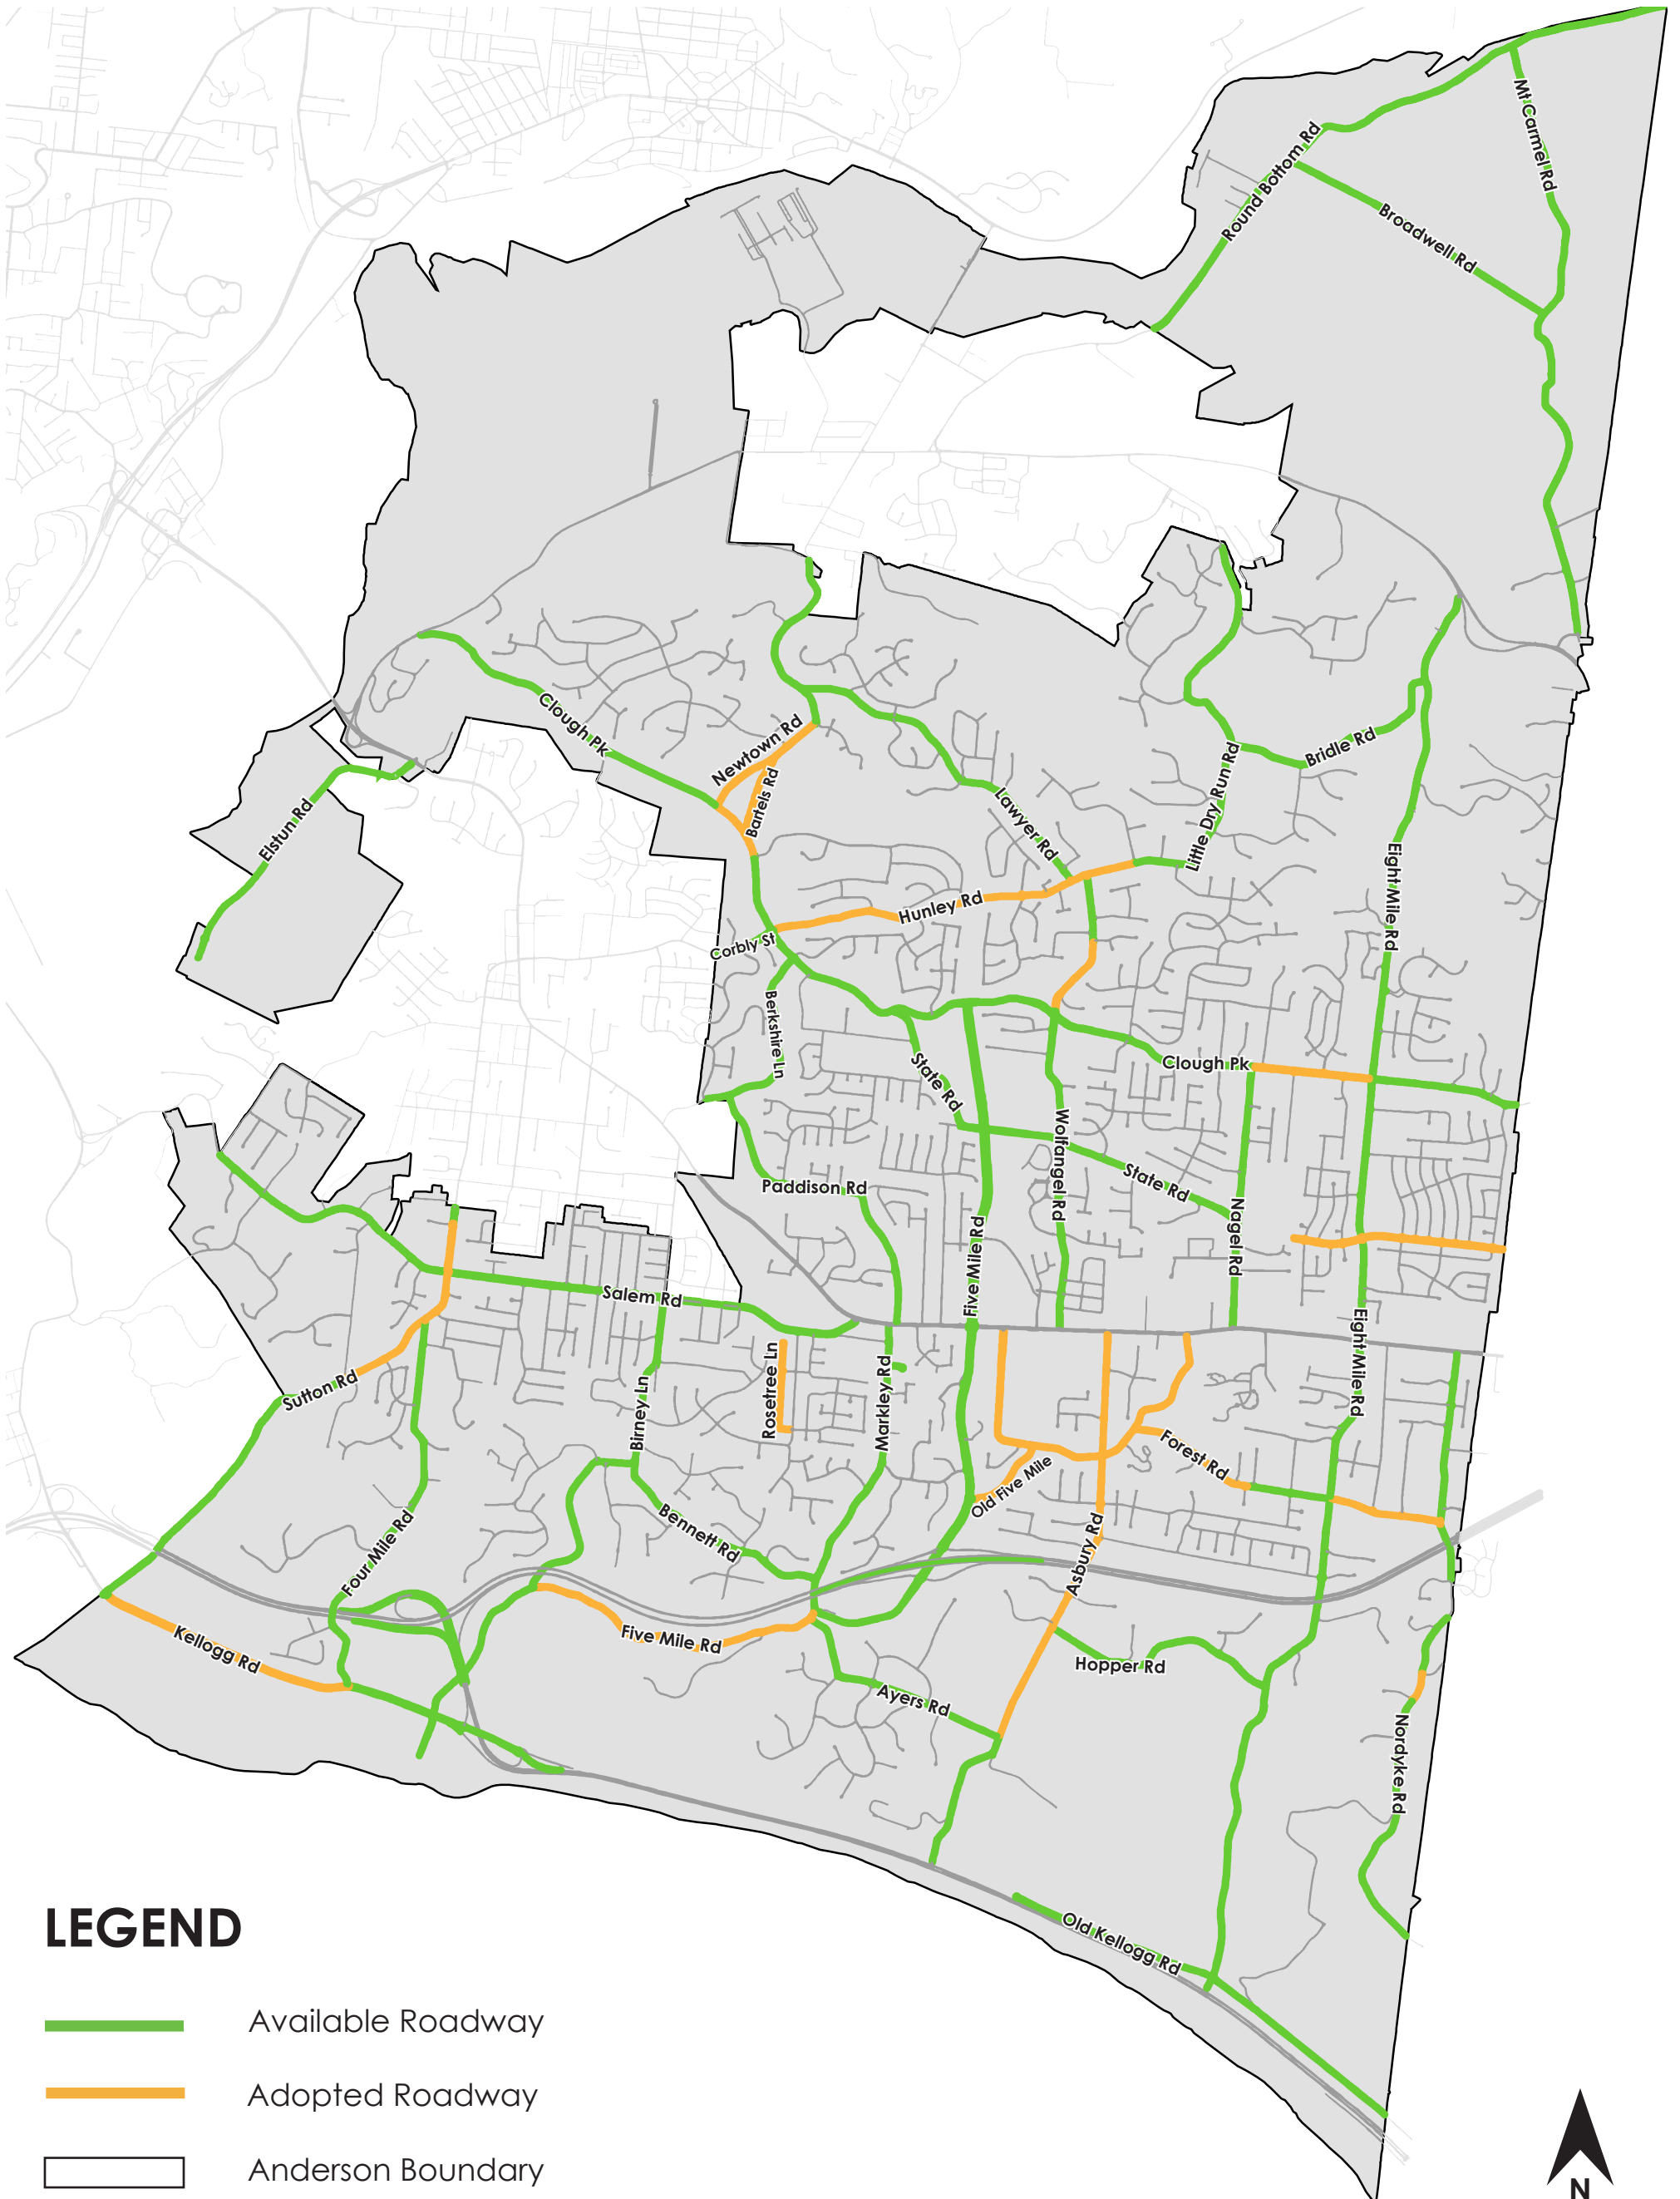 Mt Carmel Rd
Round Bottom Rd
Broadwell Rd
Clough Pk
Newtown Rd
Bartels Rd
Lawyer Rd
Little Dry Run Rd
Bridle Rd
Elstun Rd
Eight Mile Rd
Hunley Rd
Corbly St
Berkshire Ln
State Rd
Clough Pk
Wolfangel Rd
State Rd
Paddison Rd
Nagel Rd
Five Mile Rd
Salem Rd
Eight Mile Rd
Sutton Rd
Rosetree Ln
Markley Rd
Birney Ln
Forest Rd
Old Five Mile
Bennett Rd
Four Mile Rd
Asbury Rd
Kellogg Rd
Five Mile Rd
Hopper Rd
Ayers Rd
Nordyke Rd
Old Kellogg Rd
LEGEND
Available Roadway
Adopted Roadway
Anderson Boundary
N